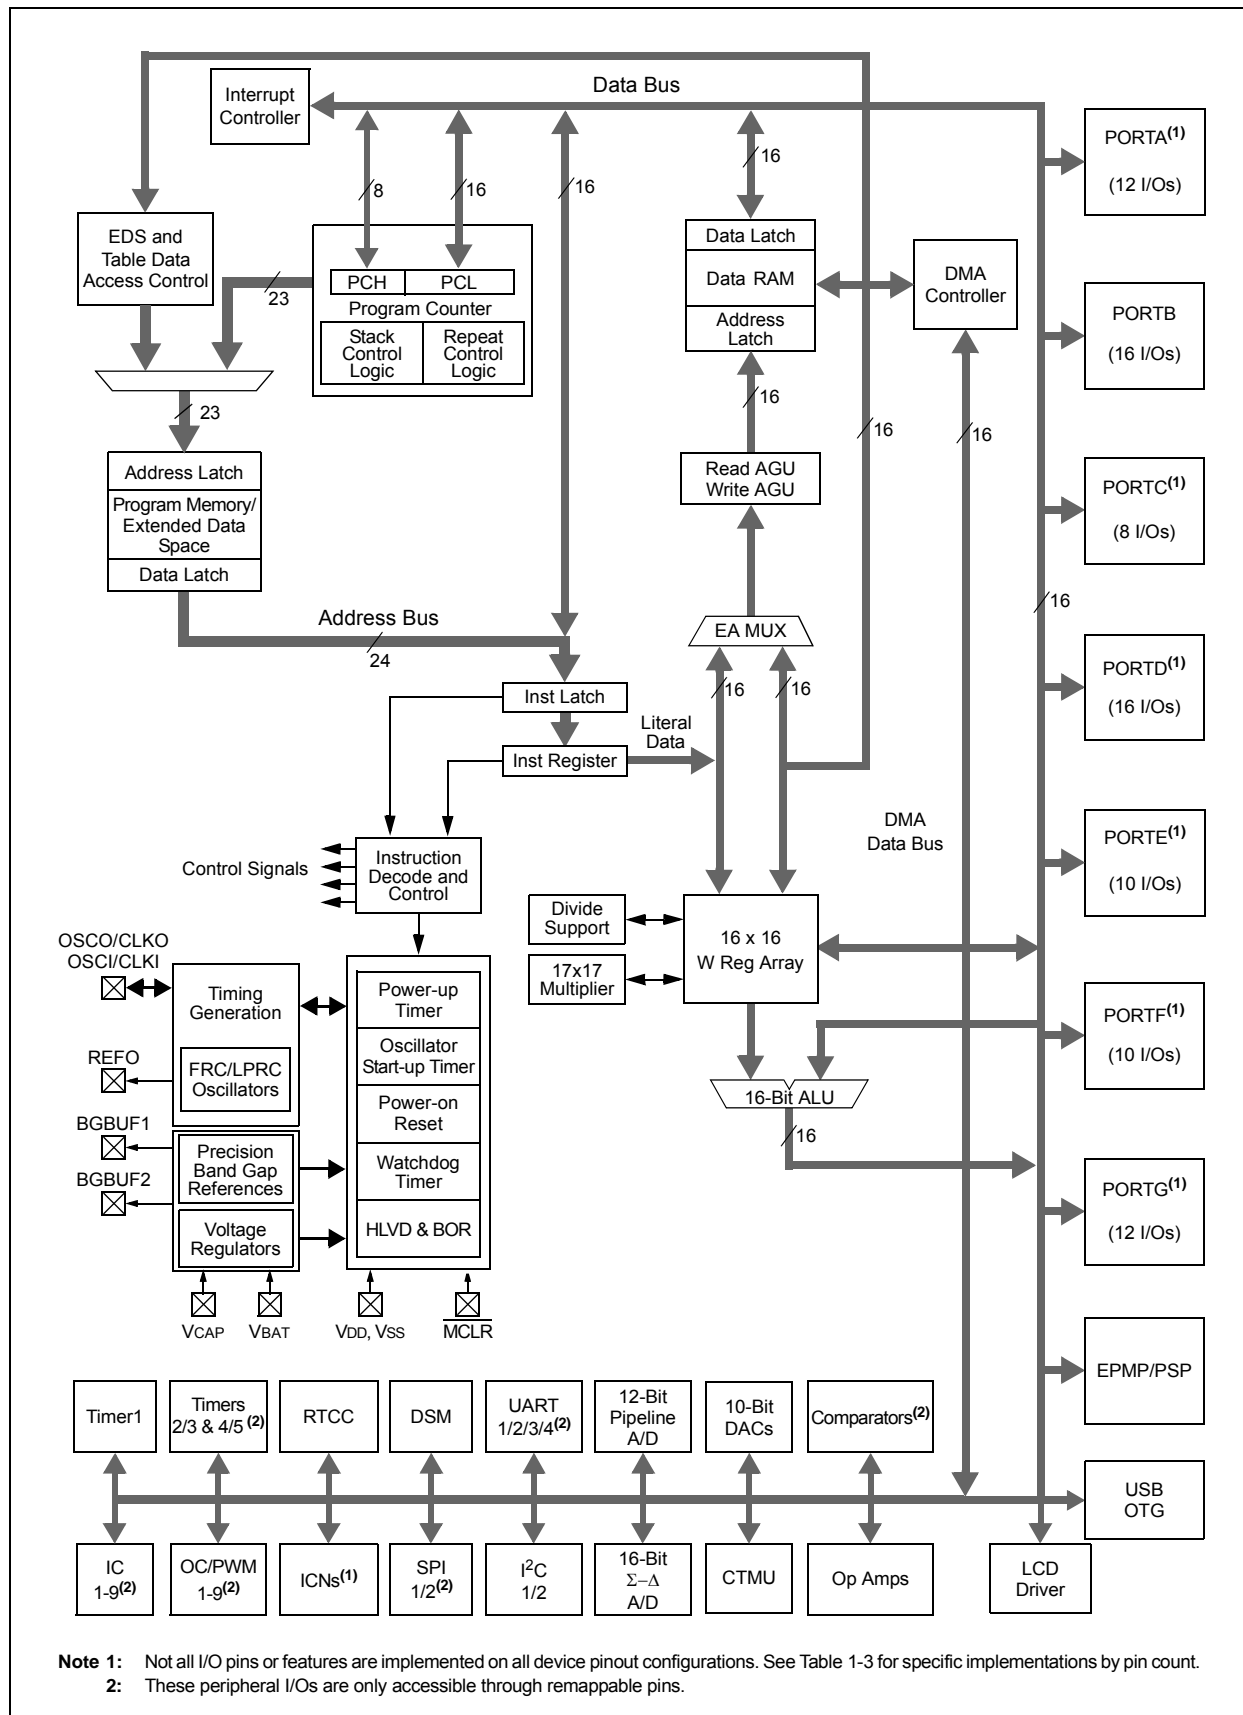 Data Bus
Interrupt
Controller
PORTA(1)
(12 I/Os)
16
8
16
16
EDS and
Table Data
Access Control
23
PCH
PCL
Program Counter
Stack
Control
Logic
Repeat
Control
Logic
Data Latch
Data RAM
Address
Latch
DMA
Controller
PORTB
(16 I/Os)
23
16
16
16
Address Latch
Program Memory/
Extended Data
Space
Data Latch
Read AGU
Write AGU
PORTC(1)
(8 I/Os)
16
Address Bus
24
EA MUX
16
16
PORTD(1)
(16 I/Os)
Inst Latch
Inst Register
Literal
Data
DMA
Data Bus
PORTE(1)
(10 I/Os)
Control Signals
Instruction
Decode and
Control
Divide
Support
17x17
Multiplier
16 x 16
W Reg Array
OSCO/CLKO
OSCI/CLKI
Timing
Generation
REFO
FRC/LPRC
Oscillators
BGBUF1
BGBUF2
Precision
Band Gap
References
Voltage
Regulators
Power-up
Timer
Oscillator
Start-up Timer
Power-on
Reset
Watchdog
Timer
HLVD & BOR
16-Bit ALU
16
PORTF(1)
(10 I/Os)
PORTG(1)
(12 I/Os)
VCAP
VBAT
VDD, VSS
MCLR
EPMP/PSP
Timer1
Timers
2/3 & 4/5(2)
RTCC
DSM
UART
1/2/3/4(2)
12-Bit
Pipeline
A/D
10-Bit
DACs
Comparators(2)
USB
OTG
IC
1-9(2)
OC/PWM
1-9(2)
ICNs(1)
SPI
1/2(2)
I2C
1/2
16-Bit
Σ–Δ
A/D
CTMU
Op Amps
LCD
Driver
Note 1: Not all I/O pins or features are implemented on all device pinout configurations. See Table 1-3 for specific implementations by pin count.
2: These peripheral I/Os are only accessible through remappable pins.